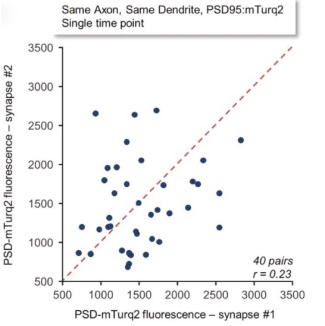 Same Axon, Same Dendrite, PSD95:mTurq2
Single time point
3500
3000
2500
2000
1500
1000
500
PSD-mTurq2 fluorescence – synapse #2
40 pairs
r = 0.23
500 1000 1500 2000 2500 3000 3500
PSD-mTurq2 fluorescence – synapse #1